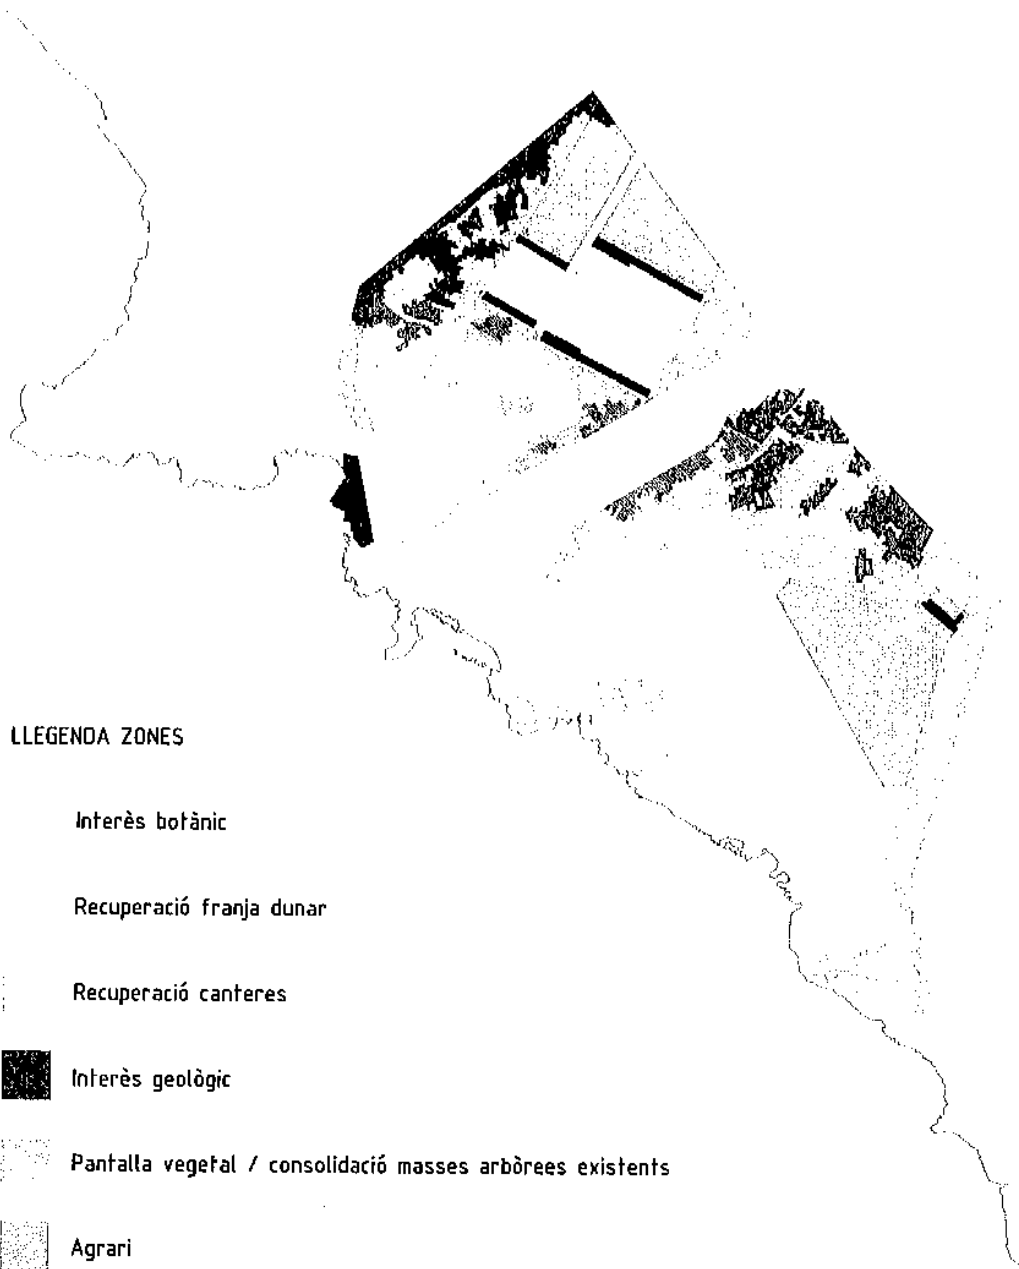 LLEGENDA ZONES
Interès botànic
Recuperació franja dunar
Recuperació canteres
Interès geològic
Pantalla vegetal / consolidació masses arbòrees existents
Agrari